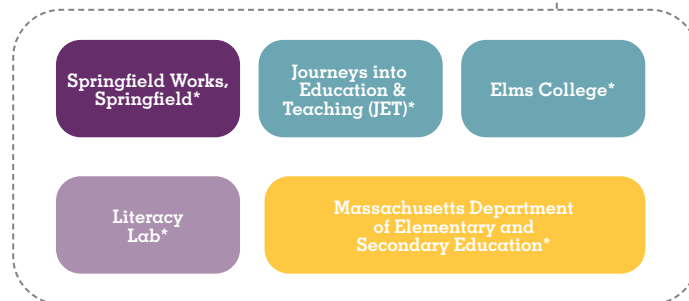 Springfield Works,
Springfield*
Journeys into
Education &
Teaching (JET)*
Elms College*
Literacy
Lab*
Massachusetts Department
of Elementary and
Secondary Education*